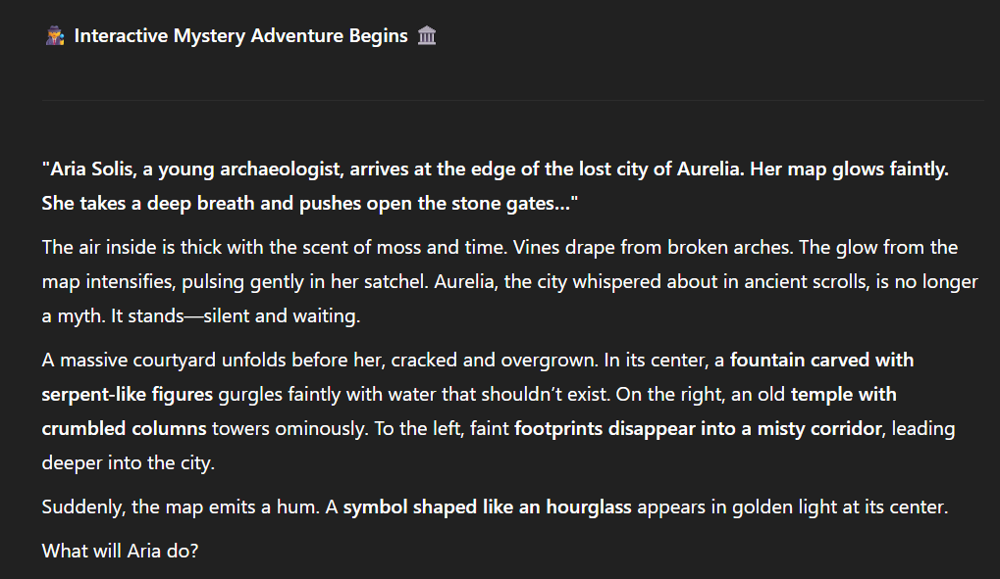 🕵️ Interactive Mystery Adventure Begins 🏛️
"Aria Solis, a young archaeologist, arrives at the edge of the lost city of Aurelia. Her map glows faintly.
She takes a deep breath and pushes open the stone gates..."
The air inside is thick with the scent of moss and time. Vines drape from broken arches. The glow from the
map intensifies, pulsing gently in her satchel. Aurelia, the city whispered about in ancient scrolls, is no longer
a myth. It stands—silent and waiting.
A massive courtyard unfolds before her, cracked and overgrown. In its center, a fountain carved with
serpent-like figures gurgles faintly with water that shouldn’t exist. On the right, an old temple with
crumbled columns towers ominously. To the left, faint footprints disappear into a misty corridor, leading
deeper into the city.
Suddenly, the map emits a hum. A symbol shaped like an hourglass appears in golden light at its center.
What will Aria do?